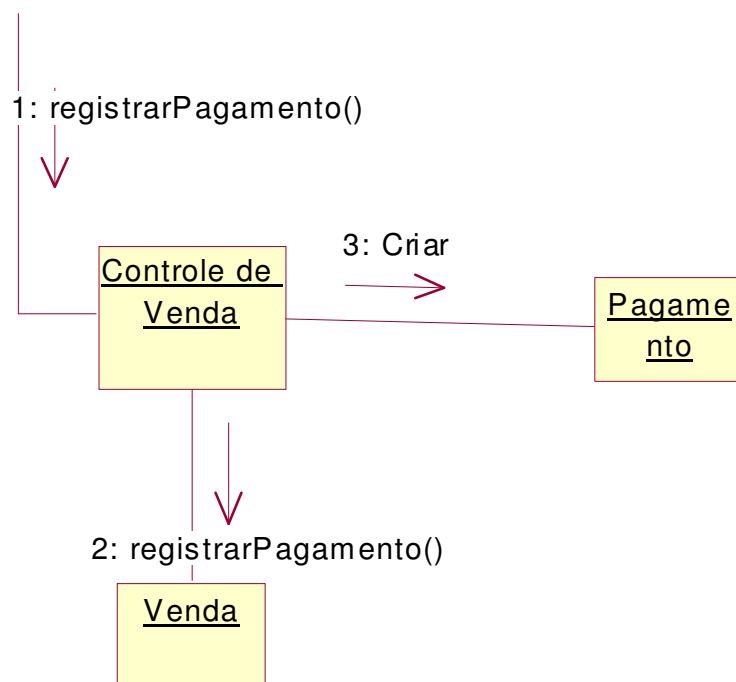 1: registrarPagamento()
3: Criar
Controle de
Venda
Pagame
nto
2: registrarPagamento()
Venda